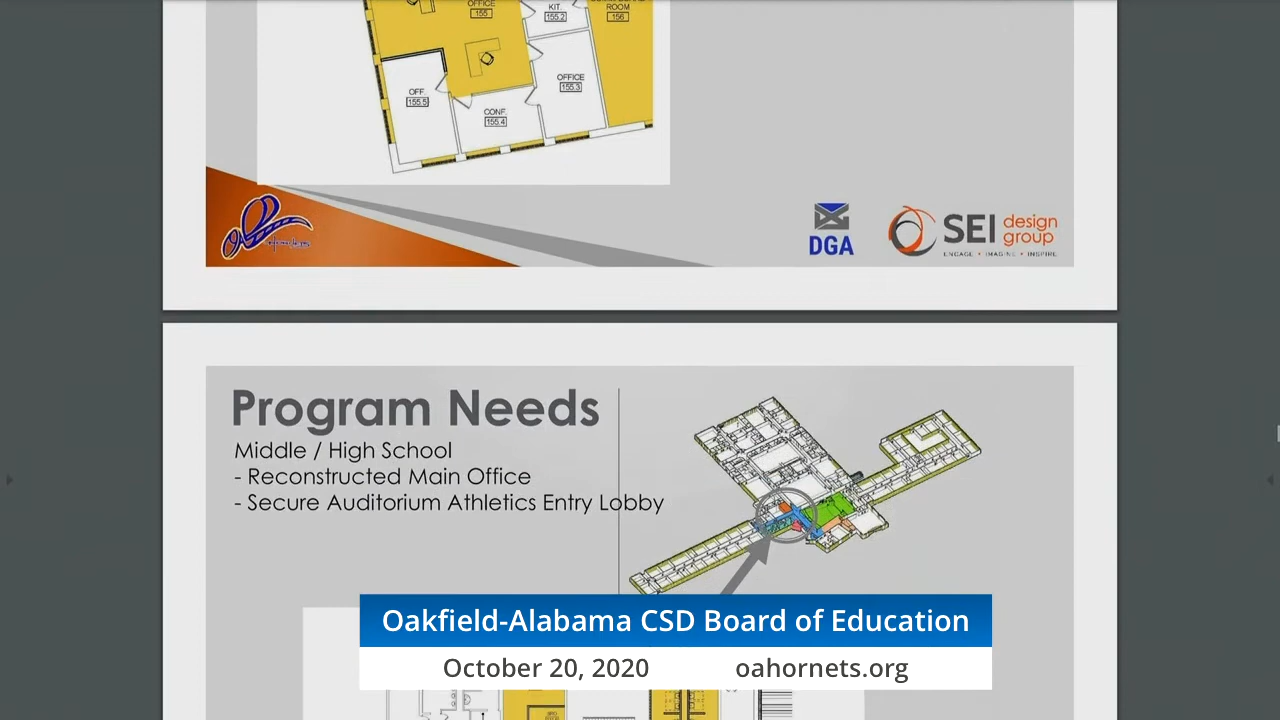 OFFICE
155
KIT.
155.2
ROOM
156
OFFICE
155.3
OFF.
155.5
CONF.
155.4
DGA
SEI design group
ENGAGE • IMAGINE • INSPIRE
Program Needs
Middle / High School
- Reconstructed Main Office
- Secure Auditorium Athletics Entry Lobby
Oakfield-Alabama CSD Board of Education
October 20, 2020 oahornets.org